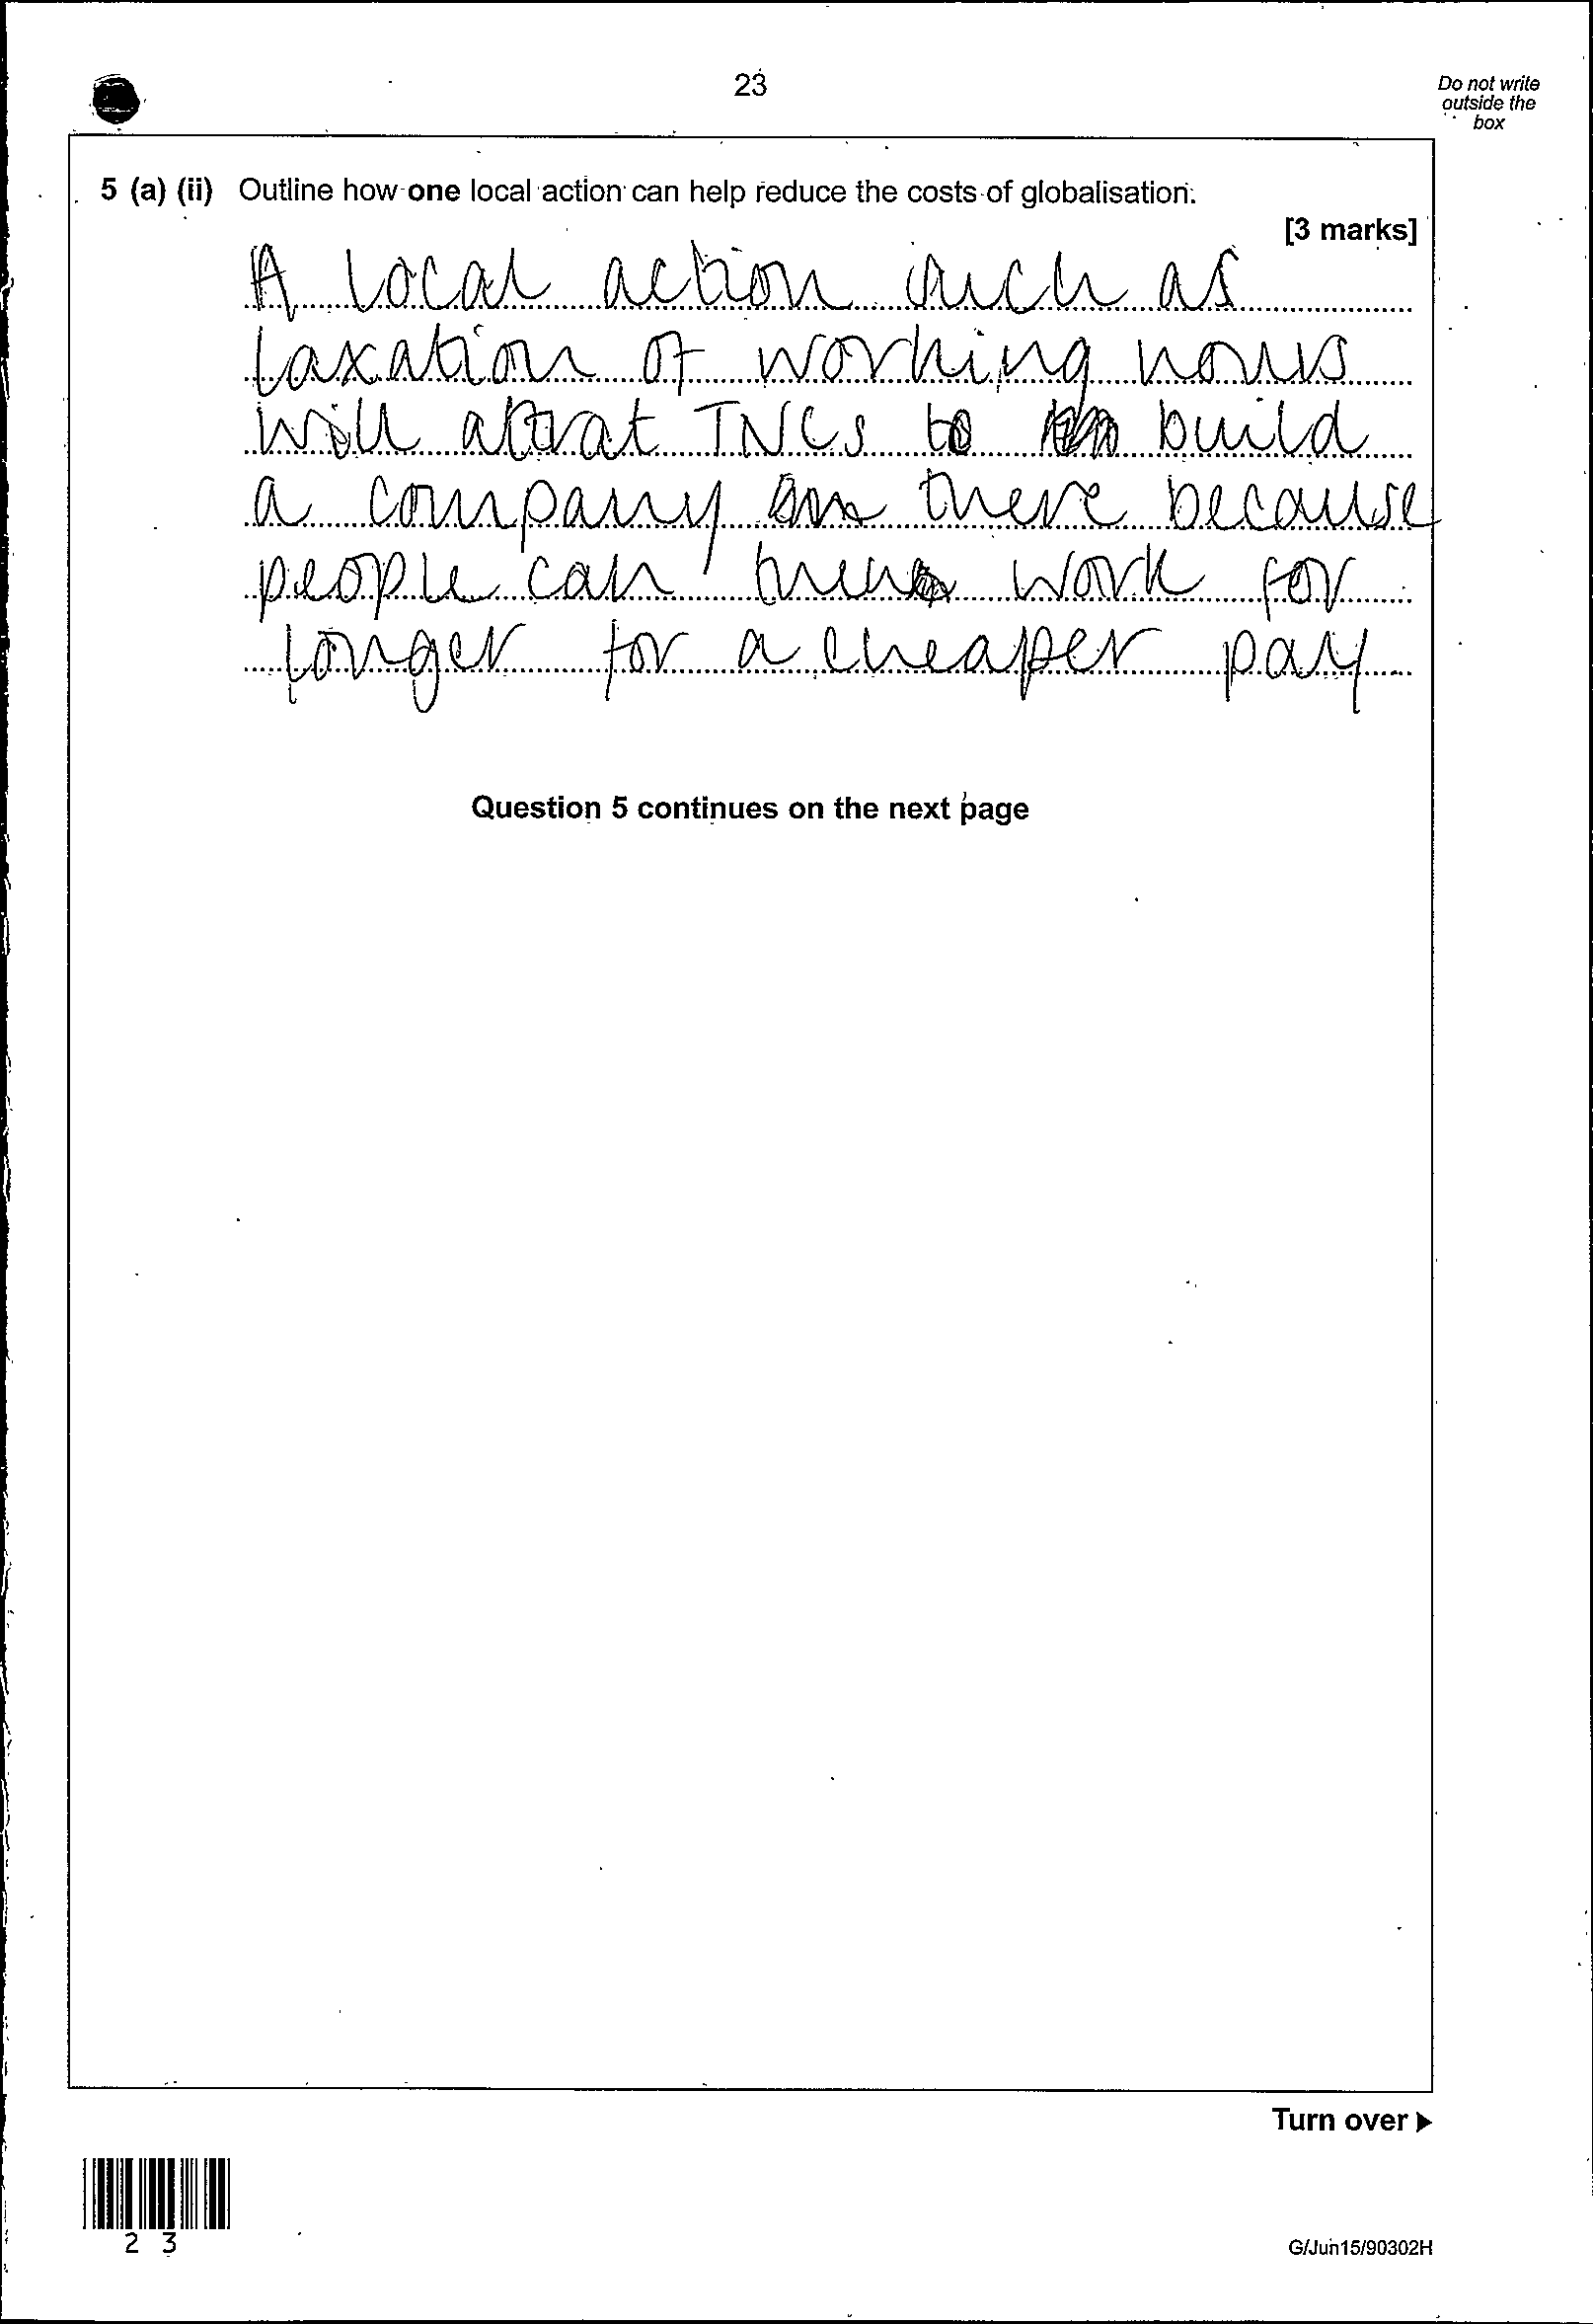 23
Do not write
outside the
box
5 (a) (ii) Outline how one local action can help reduce the costs of globalisation.
[3 marks]
A local action such as
laxation of working hours
will attrat TNCs to build
a company there because
people can then work for
longer for a cheaper pay
Question 5 continues on the next page
Turn over
2 3
G/Jun15/90302H